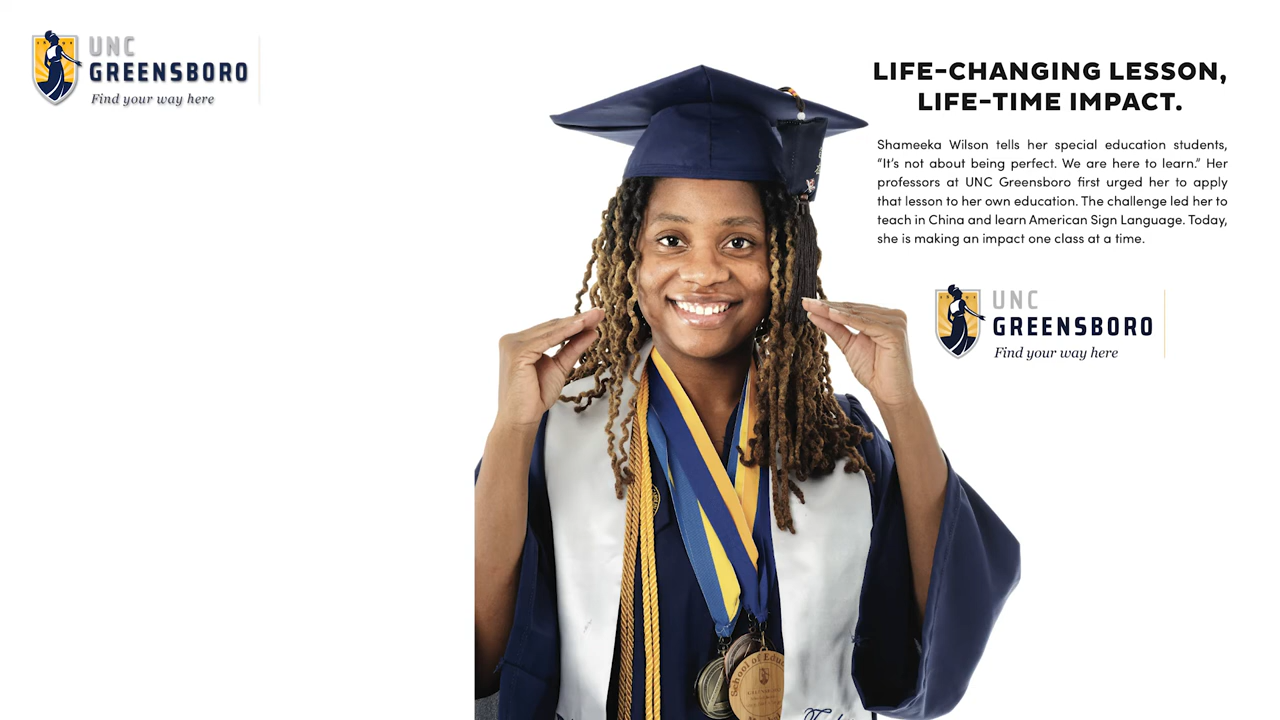 UNC
GREENSBORO
Find your way here
LIFE-CHANGING LESSON,
LIFE-TIME IMPACT.
Shameeka Wilson tells her special education students,
“It’s not about being perfect. We are here to learn.” Her
professors at UNC Greensboro first urged her to apply
that lesson to her own education. The challenge led her to
teach in China and learn American Sign Language. Today,
she is making an impact one class at a time.
UNC
GREENSBORO
Find your way here
School of Edu